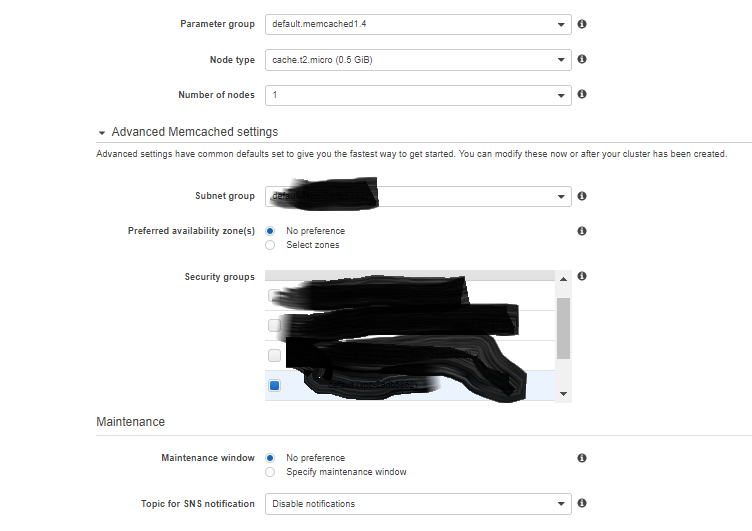 Parameter group default.memcached1.4
Node type cache.t2.micro (0.5 GiB)
Number of nodes 1
Advanced Memcached settings
Advanced settings have common defaults set to give you the fastest way to get started. You can modify these now or after your cluster has been created.
Subnet group
Preferred availability zone(s) No preference
Select zones
Security groups
Maintenance
Maintenance window No preference
Specify maintenance window
Topic for SNS notification Disable notifications